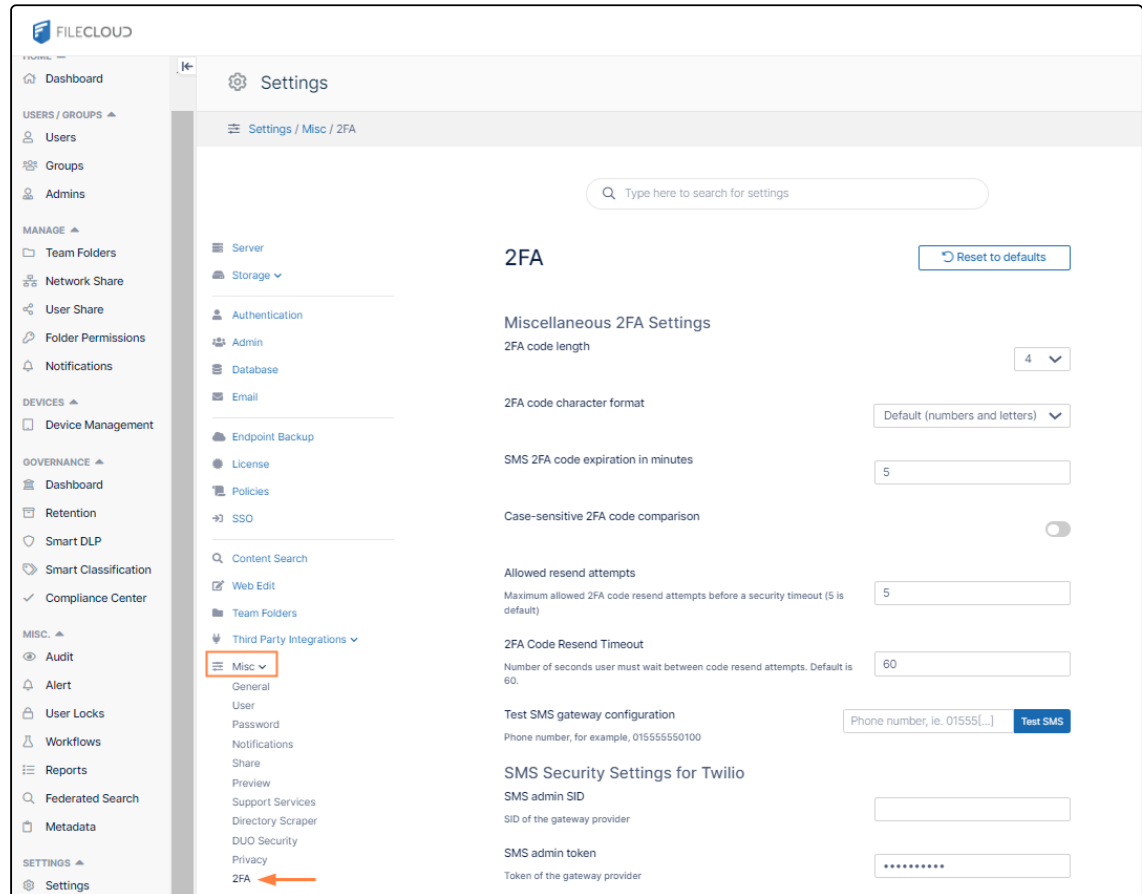 FILECLOUD
HOME
Dashboard
USERS / GROUPS
Users
Groups
Admins
MANAGE
Team Folders
Network Share
User Share
Folder Permissions
Notifications
DEVICES
Device Management
GOVERNANCE
Dashboard
Retention
Smart DLP
Smart Classification
Compliance Center
MISC.
Audit
Alert
User Locks
Workflows
Reports
Federated Search
Metadata
SETTINGS
Settings
Settings
Settings / Misc / 2FA
Type here to search for settings
Server
Storage
Authentication
Admin
Database
Email
Endpoint Backup
License
Policies
SSO
Content Search
Web Edit
Team Folders
Third Party Integrations
Misc
General
User
Password
Notifications
Share
Preview
Support Services
Directory Scraper
DUO Security
Privacy
2FA
2FA
Reset to defaults
Miscellaneous 2FA Settings
2FA code length
4
2FA code character format
Default (numbers and letters)
SMS 2FA code expiration in minutes
5
Case-sensitive 2FA code comparison
Allowed resend attempts
Maximum allowed 2FA code resend attempts before a security timeout (5 is
default)
5
2FA Code Resend Timeout
Number of seconds user must wait between code resend attempts. Default is
60.
60
Test SMS gateway configuration
Phone number, for example, 015555550100
Phone number, ie. 01555[...]
Test SMS
SMS Security Settings for Twilio
SMS admin SID
SID of the gateway provider
SMS admin token
Token of the gateway provider
••••••••••